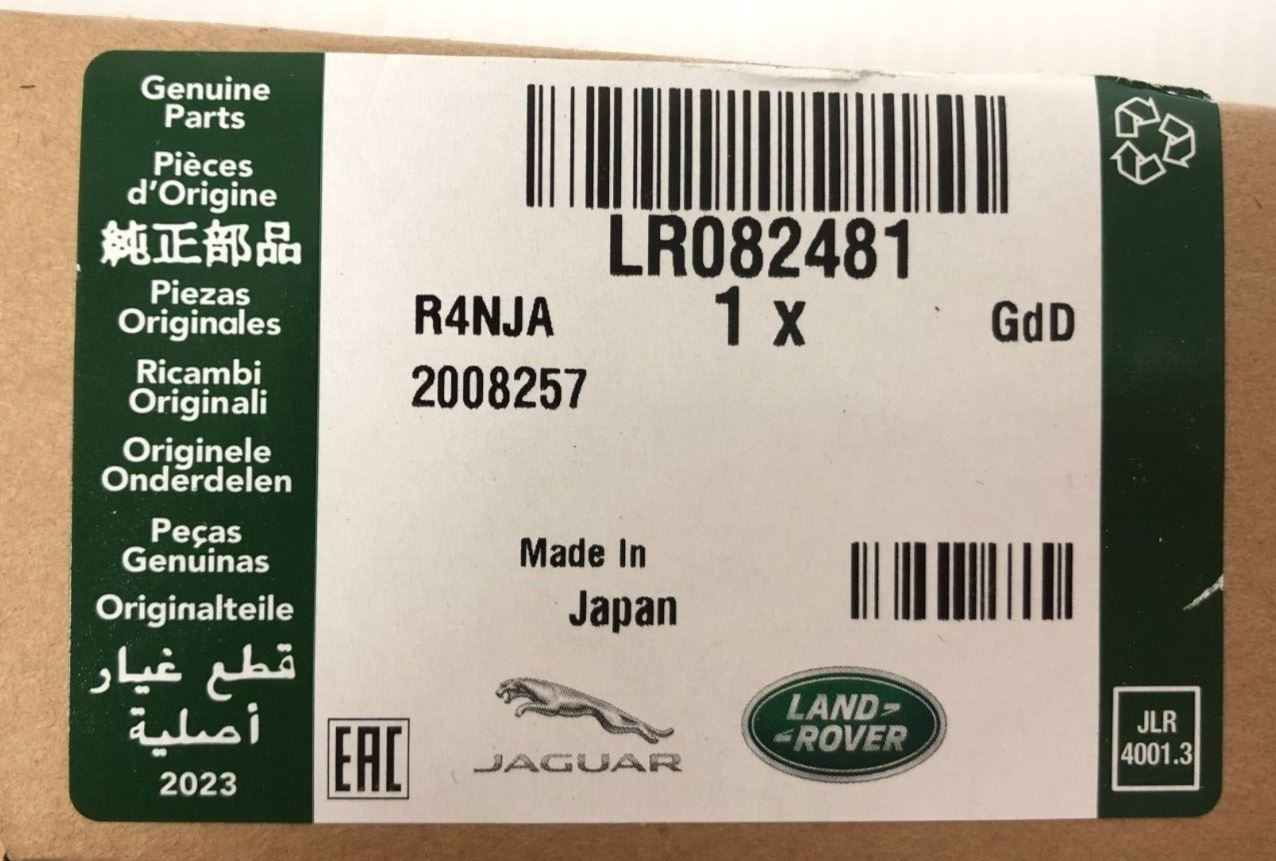 Genuine
Parts
Pièces
d'Origine
純正部品
Piezas
Originales
Ricambi
Originali
Originele
Onderdelen
Peças
Genuínas
Originalteile
قطع غيار
أصلية
2023
LR082481
R4NJA
1 x
GdD
2008257
Made In
Japan
EAC
JAGUAR
LAND-
-ROVER
JLR
4001.3